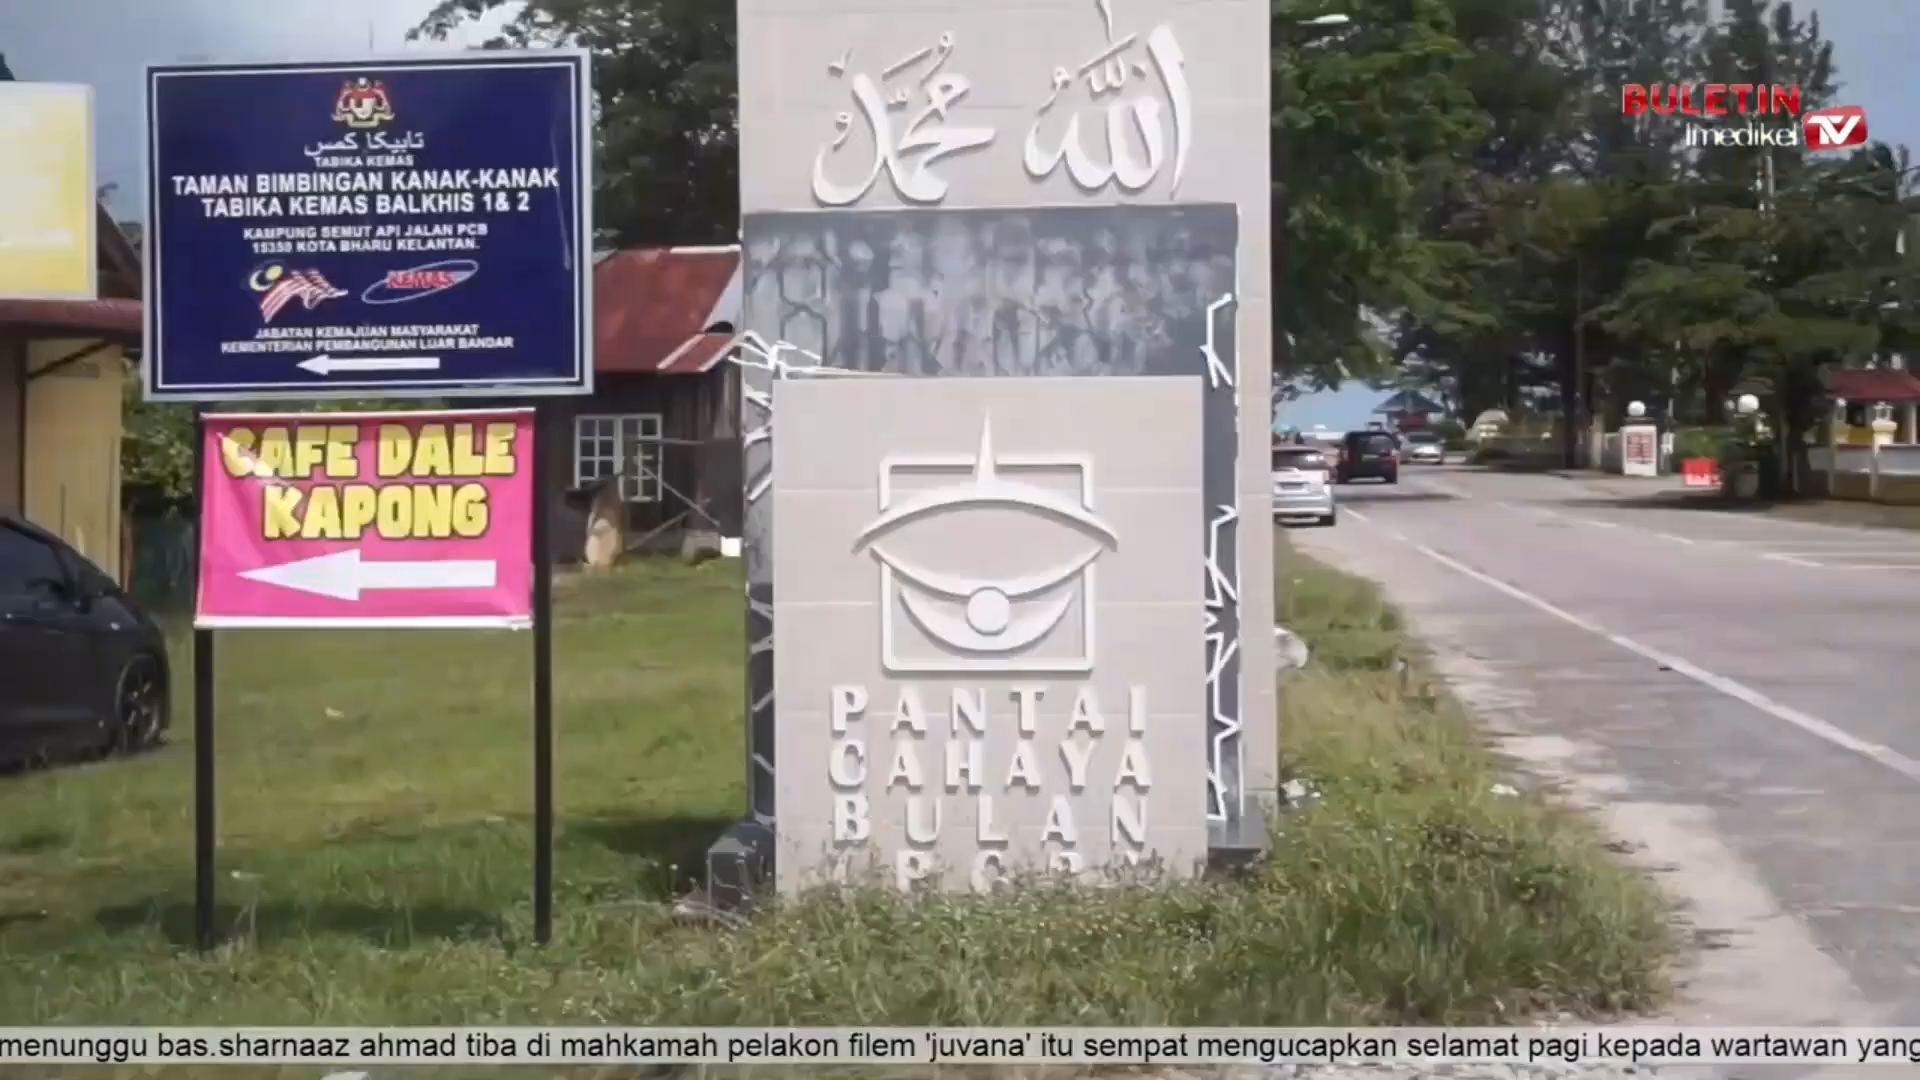 تابيكا كمس
TABIKA KEMAS
TAMAN BIMBINGAN KANAK-KANAK
TABIKA KEMAS BALKHIS 1& 2
KAMPUNG SEMUT API JALAN PCB
15350 KOTA BHARU KELANTAN.
KEMAS
JABATAN KEMAJUAN MASYARAKAT
KEMENTERIAN PEMBANGUNAN LUAR BANDAR
CAFE DALE
KAPONG
الله محمد
PANTAI
CAHAYA
BULAN
(PCB)
BULETIN
Imedikel TV
menunggu bas.sharnaaz ahmad tiba di mahkamah pelakon filem 'juvana' itu sempat mengucapkan selamat pagi kepada wartawan yang